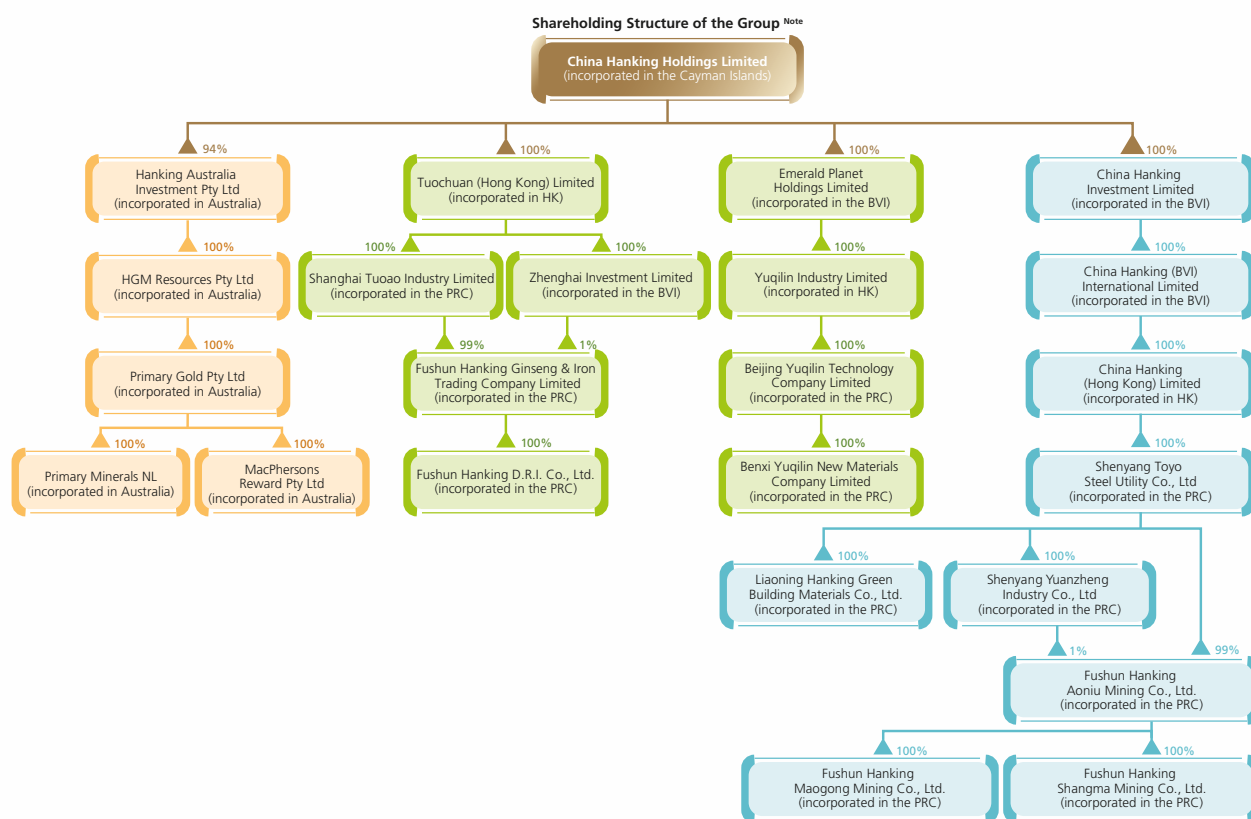 Shareholding Structure of the Group Note
China Hanking Holdings Limited
(incorporated in the Cayman Islands)
94%
100%
100%
100%
Hanking Australia
Investment Pty Ltd
(incorporated in Australia)
Tuochuan (Hong Kong) Limited
(incorporated in HK)
Emerald Planet
Holdings Limited
(incorporated in the BVI)
China Hanking
Investment Limited
(incorporated in the BVI)
100%
100%
100%
100%
100%
HGM Resources Pty Ltd
(incorporated in Australia)
Shanghai Tuoao Industry Limited
(incorporated in the PRC)
Zhenghai Investment Limited
(incorporated in the BVI)
Yuqilin Industry Limited
(incorporated in HK)
China Hanking (BVI)
International Limited
(incorporated in the BVI)
100%
99%
1%
100%
100%
Primary Gold Pty Ltd
(incorporated in Australia)
Fushun Hanking Ginseng & Iron
Trading Company Limited
(incorporated in the PRC)
Beijing Yuqilin Technology
Company Limited
(incorporated in the PRC)
China Hanking
(Hong Kong) Limited
(incorporated in HK)
100%
100%
100%
100%
100%
Primary Minerals NL
(incorporated in Australia)
MacPhersons
Reward Pty Ltd
(incorporated in Australia)
Fushun Hanking D.R.I. Co., Ltd.
(incorporated in the PRC)
Benxi Yuqilin New Materials
Company Limited
(incorporated in the PRC)
Shenyang Toyo
Steel Utility Co., Ltd
(incorporated in the PRC)
100%
100%
Liaoning Hanking Green
Building Materials Co., Ltd.
(incorporated in the PRC)
Shenyang Yuanzheng
Industry Co., Ltd
(incorporated in the PRC)
1%
99%
Fushun Hanking
Aoniu Mining Co., Ltd.
(incorporated in the PRC)
100%
100%
Fushun Hanking
Maogong Mining Co., Ltd.
(incorporated in the PRC)
Fushun Hanking
Shangma Mining Co., Ltd.
(incorporated in the PRC)